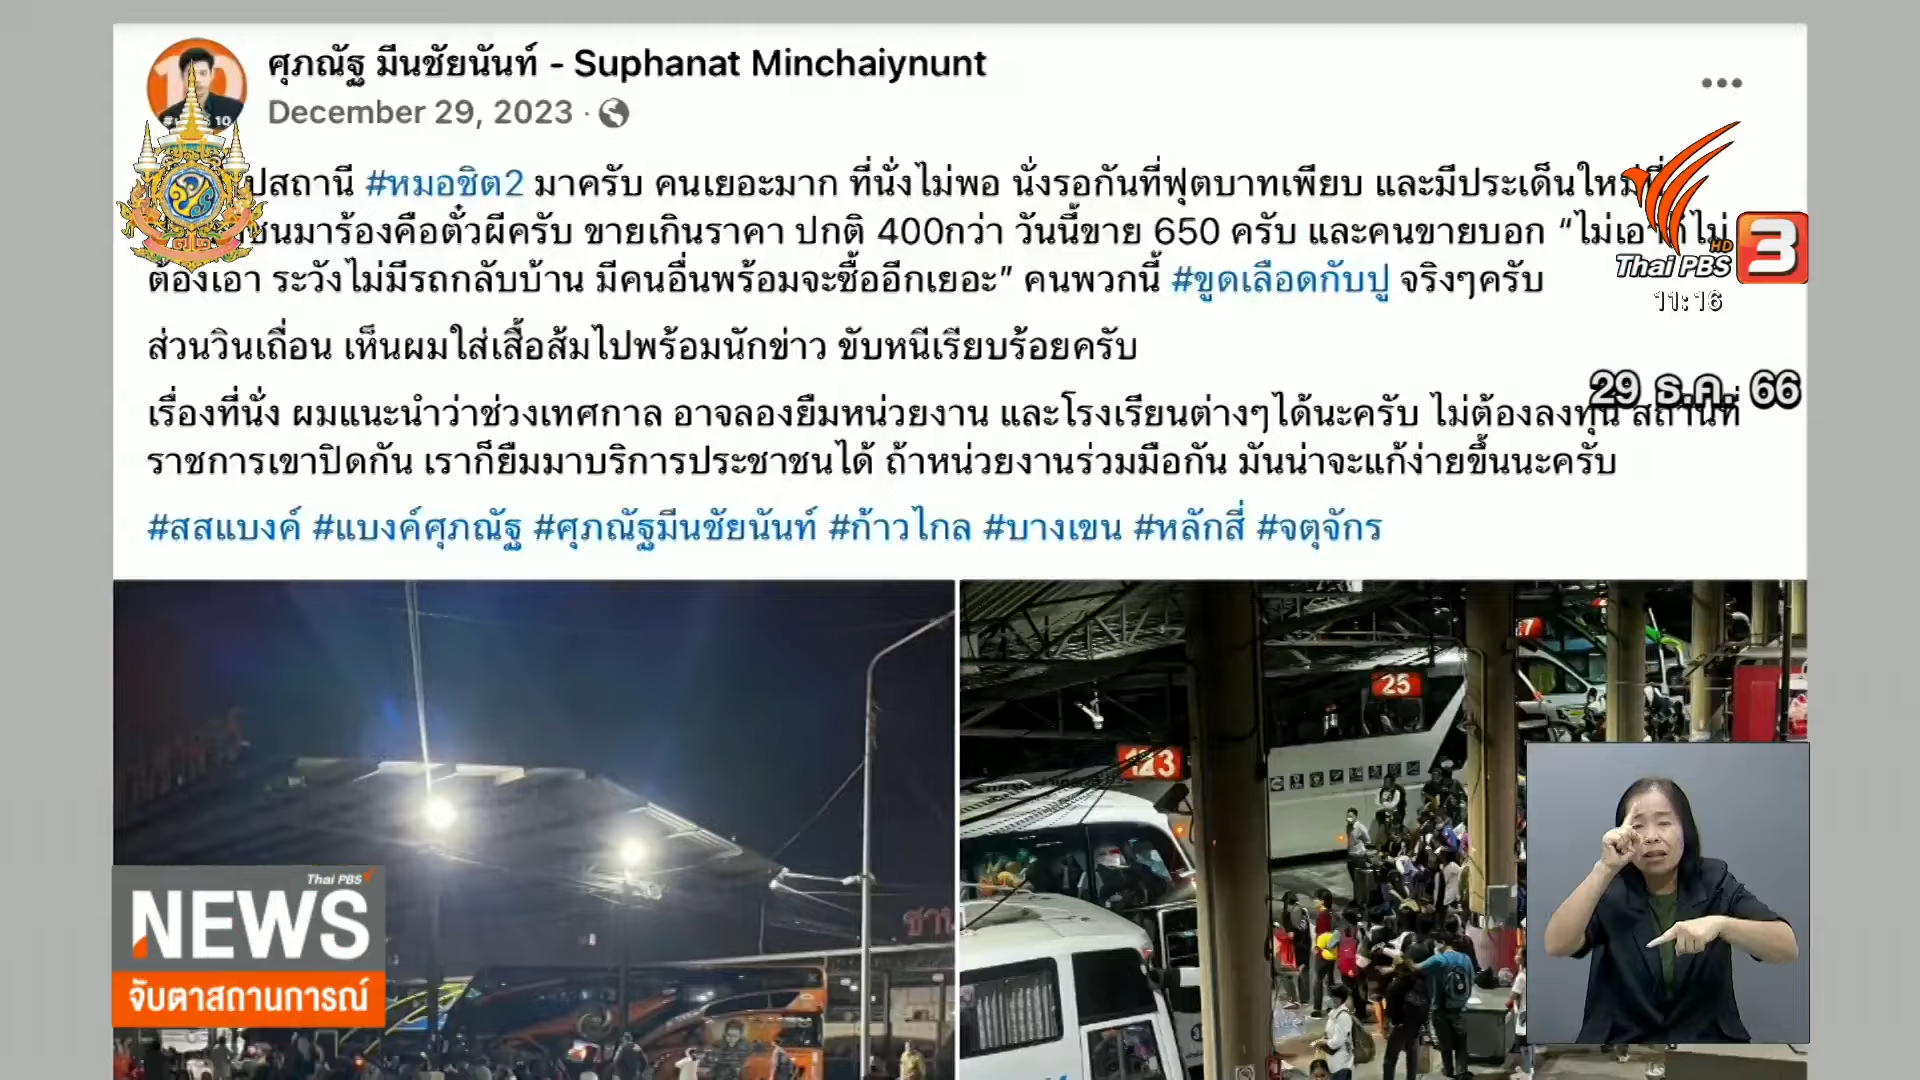 ศุภณัฐ มีนชัยนันท์ - Suphanat Minchaiynunt
December 29, 2023
ปสถานี #หมอชิต2 มาครับ คนเยอะมาก ที่นั่งไม่พอ นั่งรอกันที่ฟุตบาทเพียบ และมีประเด็นใหม่ที่
ชนมาร้องคือตั๋วผีครับ ขายเกินราคา ปกติ 400กว่า วันนี้ขาย 650 ครับ และคนขายบอก “ไม่เอาก็ไม่
ต้องเอา ระวังไม่มีรถกลับบ้าน มีคนอื่นพร้อมจะซื้ออีกเยอะ” คนพวกนี้ #ขูดเลือดกับปู จริงๆครับ
ส่วนวินเถื่อน เห็นผมใส่เสื้อส้มไปพร้อมนักข่าว ขับหนีเรียบร้อยครับ
เรื่องที่นั่ง ผมแนะนำว่าช่วงเทศกาล อาจลองยืมหน่วยงาน และโรงเรียนต่างๆได้นะครับ ไม่ต้องลงทุน สถานที่
ราชการเขาปิดกัน เราก็ยืมมาบริการประชาชนได้ ถ้าหน่วยงานร่วมมือกัน มันน่าจะแก้ง่ายขึ้นนะครับ
#สสแบงค์ #แบงค์ศุภณัฐ #ศุภณัฐมีนชัยนันท์ #ก้าวไกล #บางเขน #หลักสี่ #จตุจักร
HD
Thai PBS 3
11:16
29 ธ.ค. 66
25
123
Thai PBS
NEWS
จับตาสถานการณ์